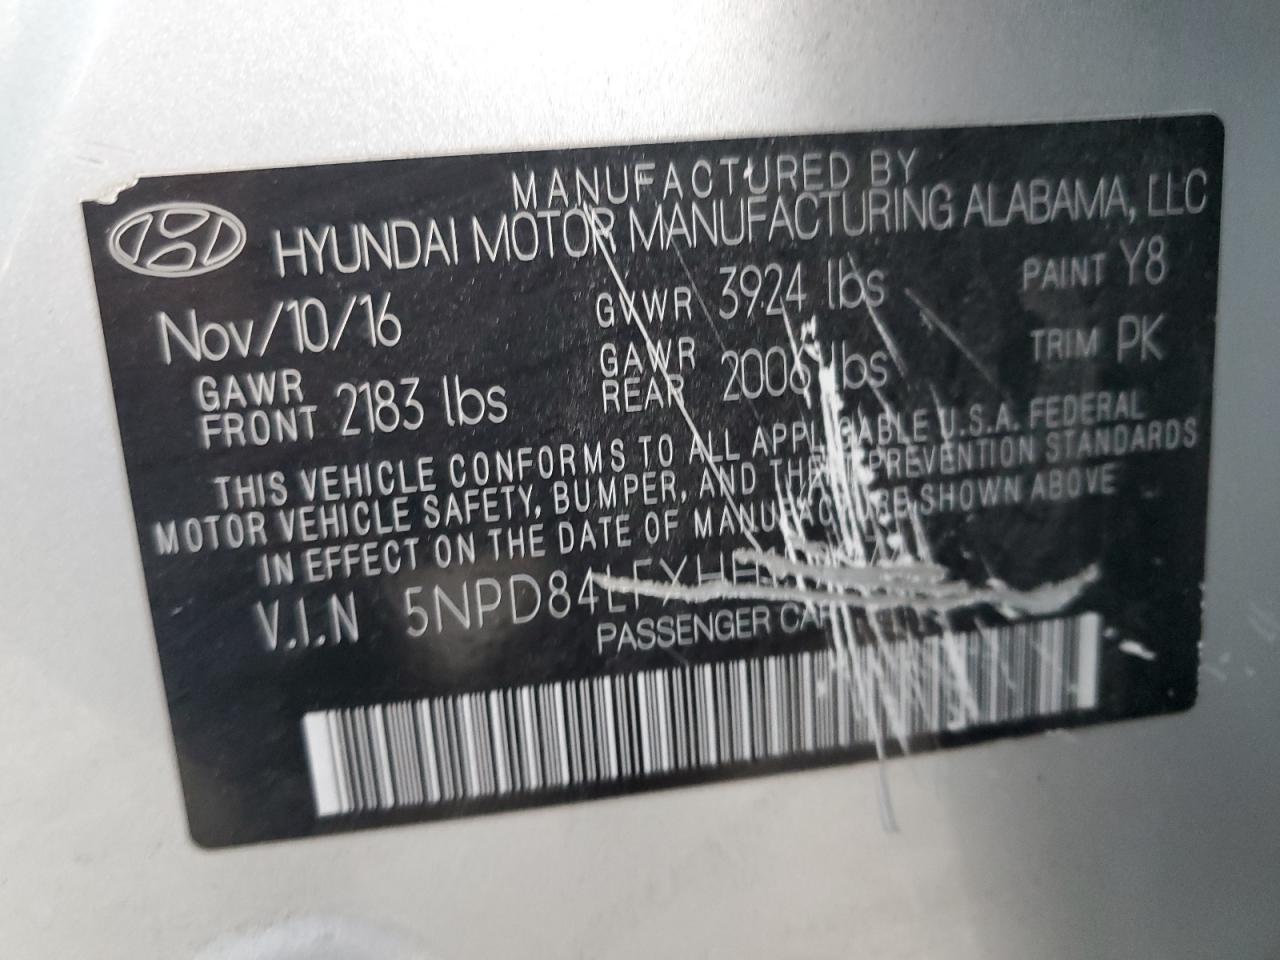 MANUFACTURED BY
HYUNDAI MOTOR MANUFACTURING ALABAMA, LLC
Nov/10/16 GVWR 3924 lbs PAINT Y8
GAWR FRONT 2183 lbs GAWR REAR 2006 lbs TRIM PK
THIS VEHICLE CONFORMS TO ALL APPLICABLE U.S.A. FEDERAL
MOTOR VEHICLE SAFETY, BUMPER, AND THEFT PREVENTION STANDARDS
IN EFFECT ON THE DATE OF MANUFACTURE SHOWN ABOVE
V.I.N
PASSENGER CAR